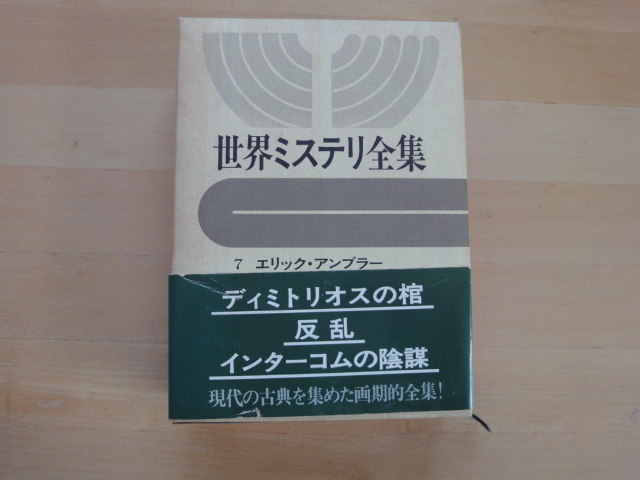 世界ミステリ全集
7 エリック・アンブラー
ディミトリオスの棺
反乱
インターコムの陰謀
現代の古典を集めた画期的全集!